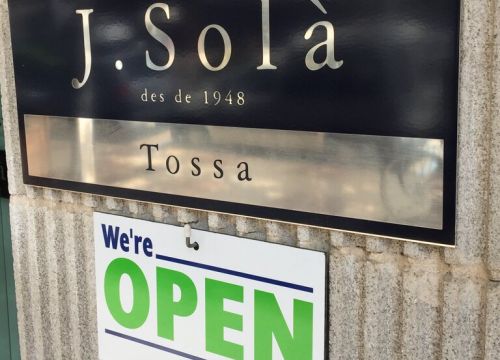 J. Solà
des de 1948
Tossa
We're
OPEN